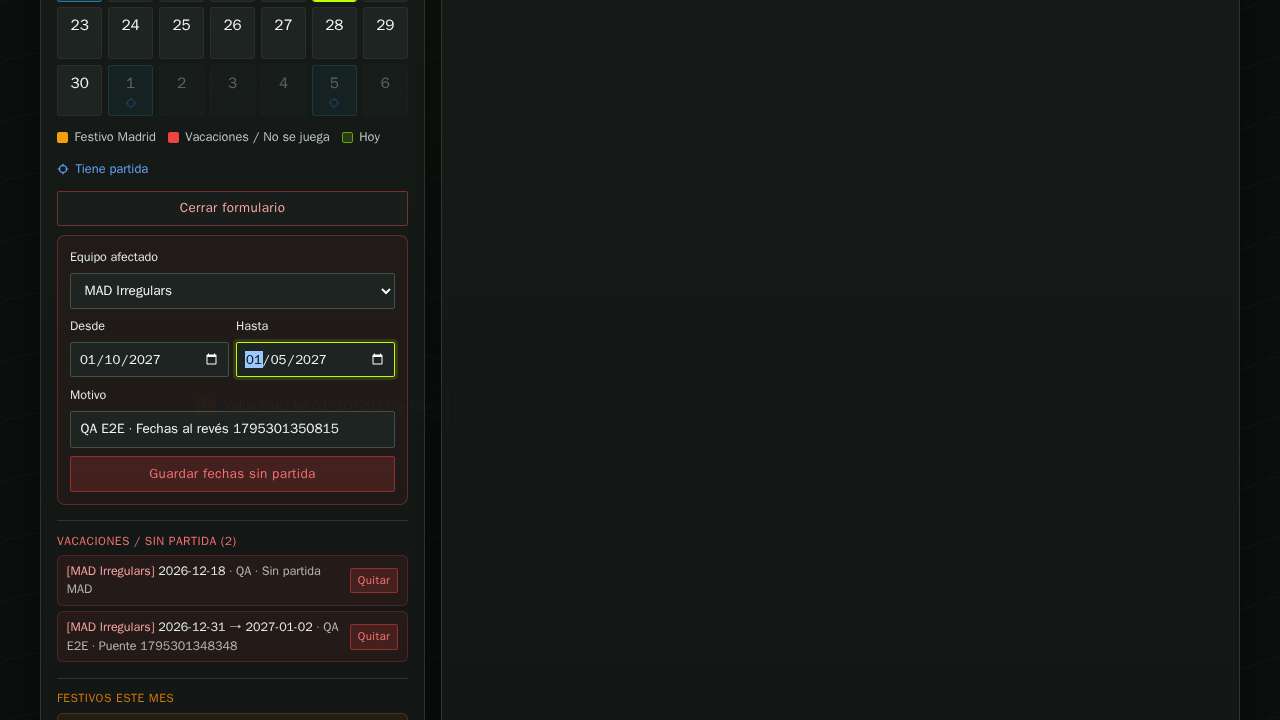 23 24 25 26 27 28 29
30 1 2 3 4 5 6
Festivo Madrid Vacaciones / No se juega Hoy
Tiene partida
Cerrar formulario
Equipo afectado
MAD Irregulars
Desde Hasta
01/10/2027 01/05/2027
Motivo
QA E2E · Fechas al revés 1795301350815
Guardar fechas sin partida
VACACIONES / SIN PARTIDA (2)
[MAD Irregulars] 2026-12-18 · QA · Sin partida
MAD
Quitar
[MAD Irregulars] 2026-12-31 → 2027-01-02 · QA
E2E · Puente 1795301348348
Quitar
FESTIVOS ESTE MES